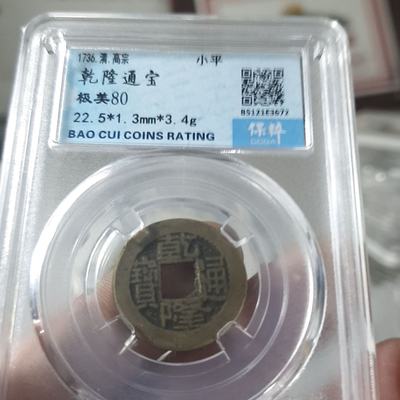 1736.清.高宗 小平
乾隆通宝
极美80
22.5*1.3mm*3.4g
BAO CUI COINS RATING
保粹
乾隆通寶